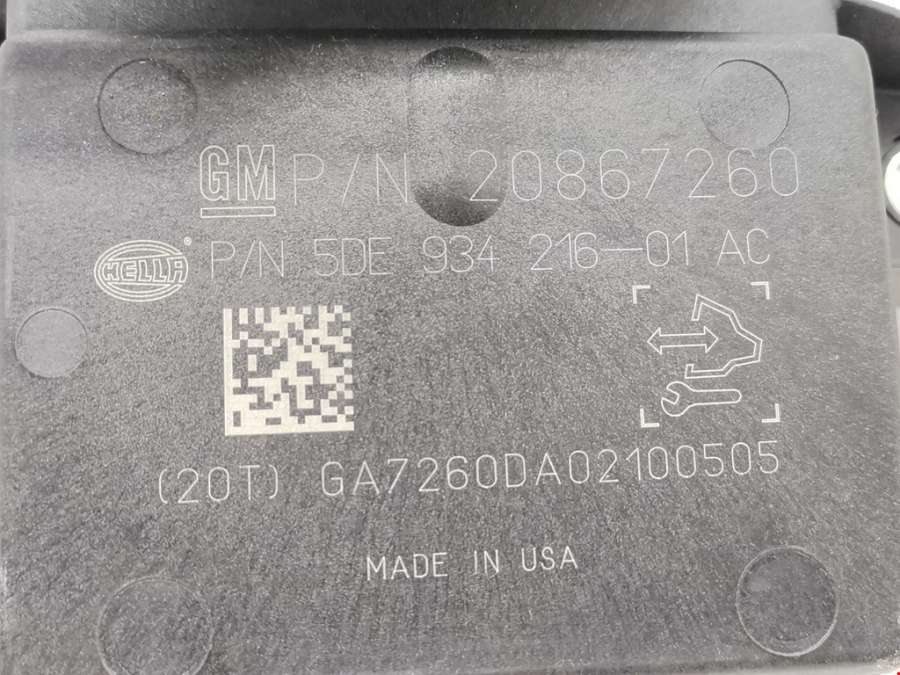 GM P/N 20867260
HELLA® P/N 5DE 934 216-01 AC
(20T) GA7260DA02100505
MADE IN USA